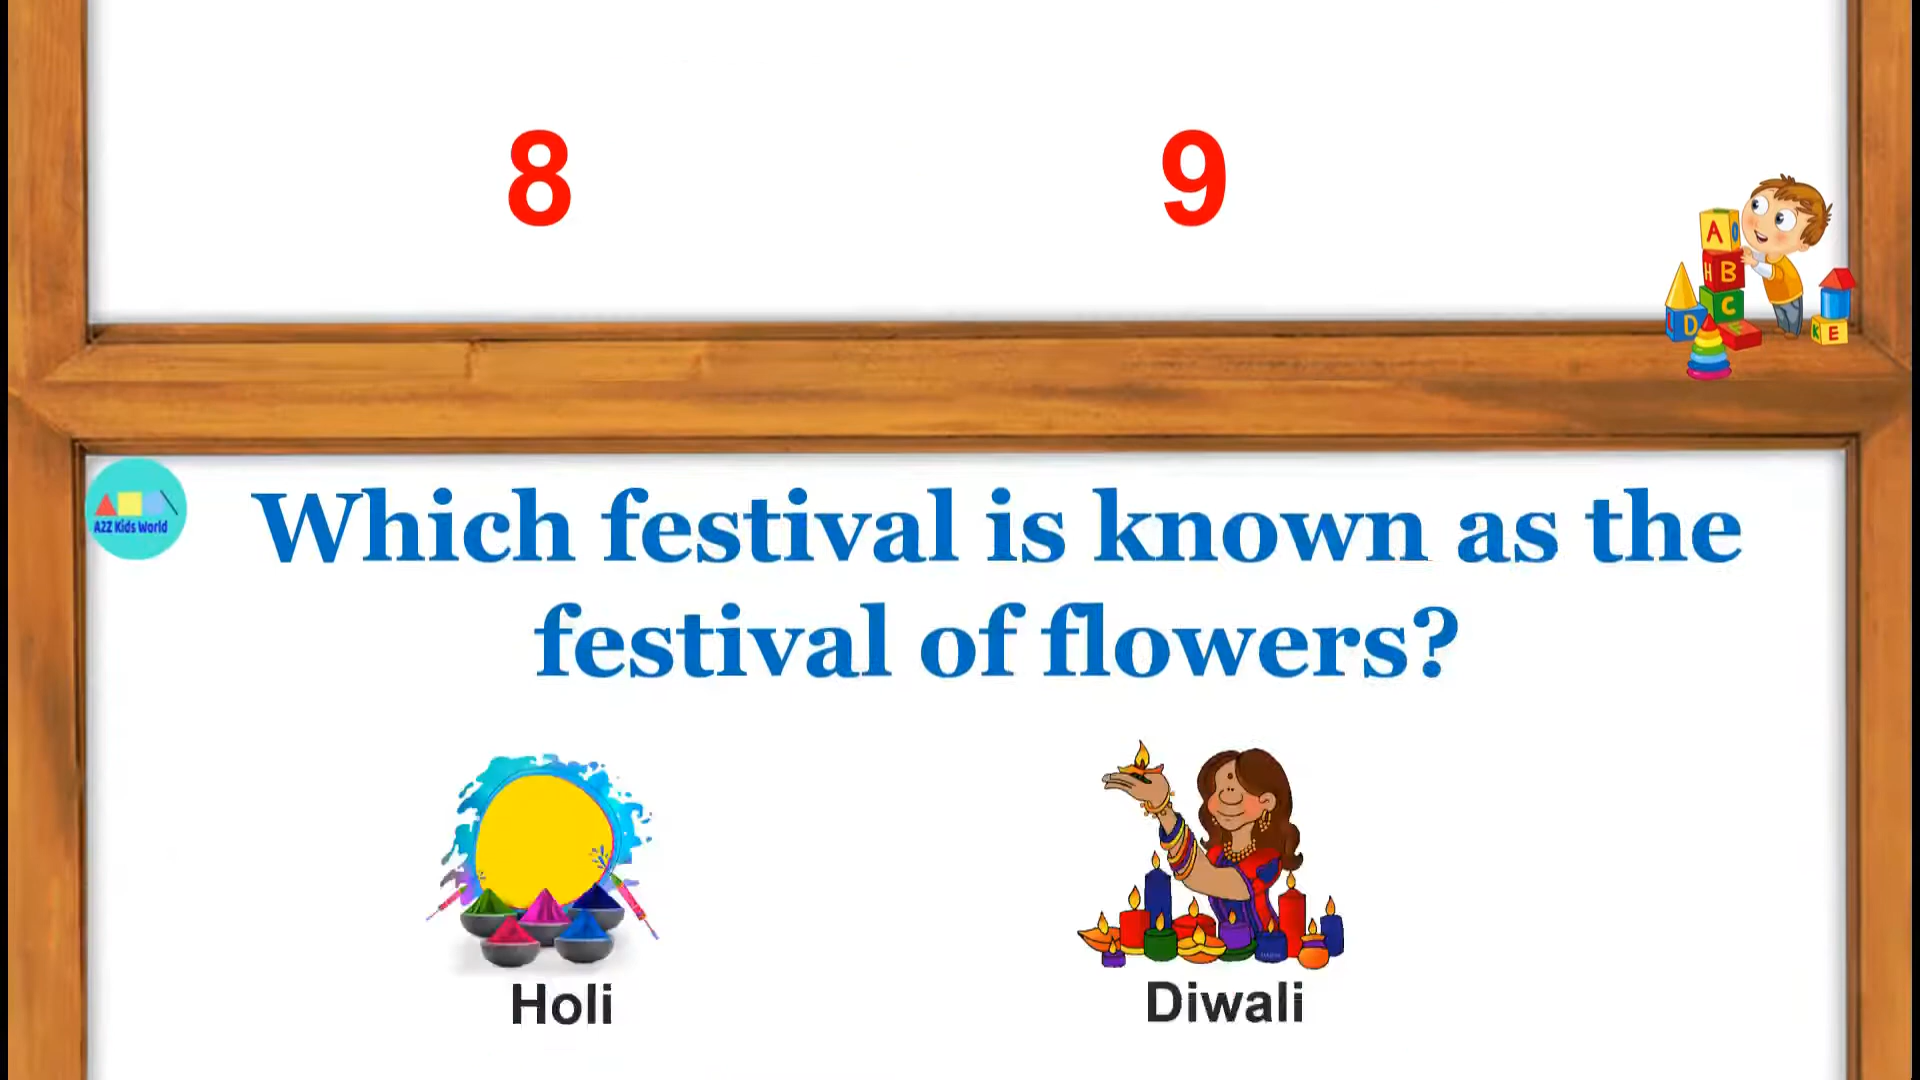 8
9
A
H B
C
D
K E
A2Z Kids World
Which festival is known as the
festival of flowers?
Holi
Diwali